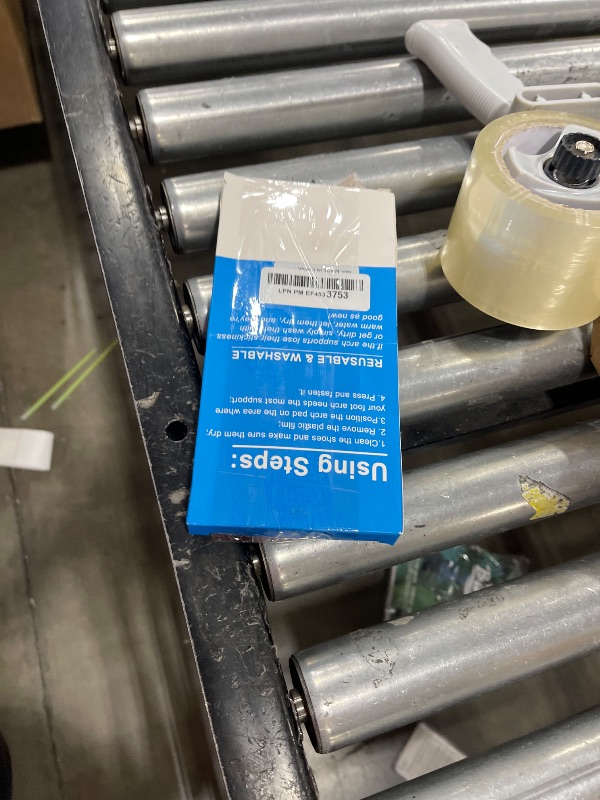 Using Steps:
1.Clean the shoes and make sure them dry;
2. Remove the plastic film;
3.Position the arch pad on the area where
your foot arch needs the most support;
4. Press and fasten it.
REUSABLE & WASHABLE
If the arch supports lose their stickiness
or get dirty, simply wash them with
warm water, let them dry, and they're
good as new!
LPN PM EF4533753